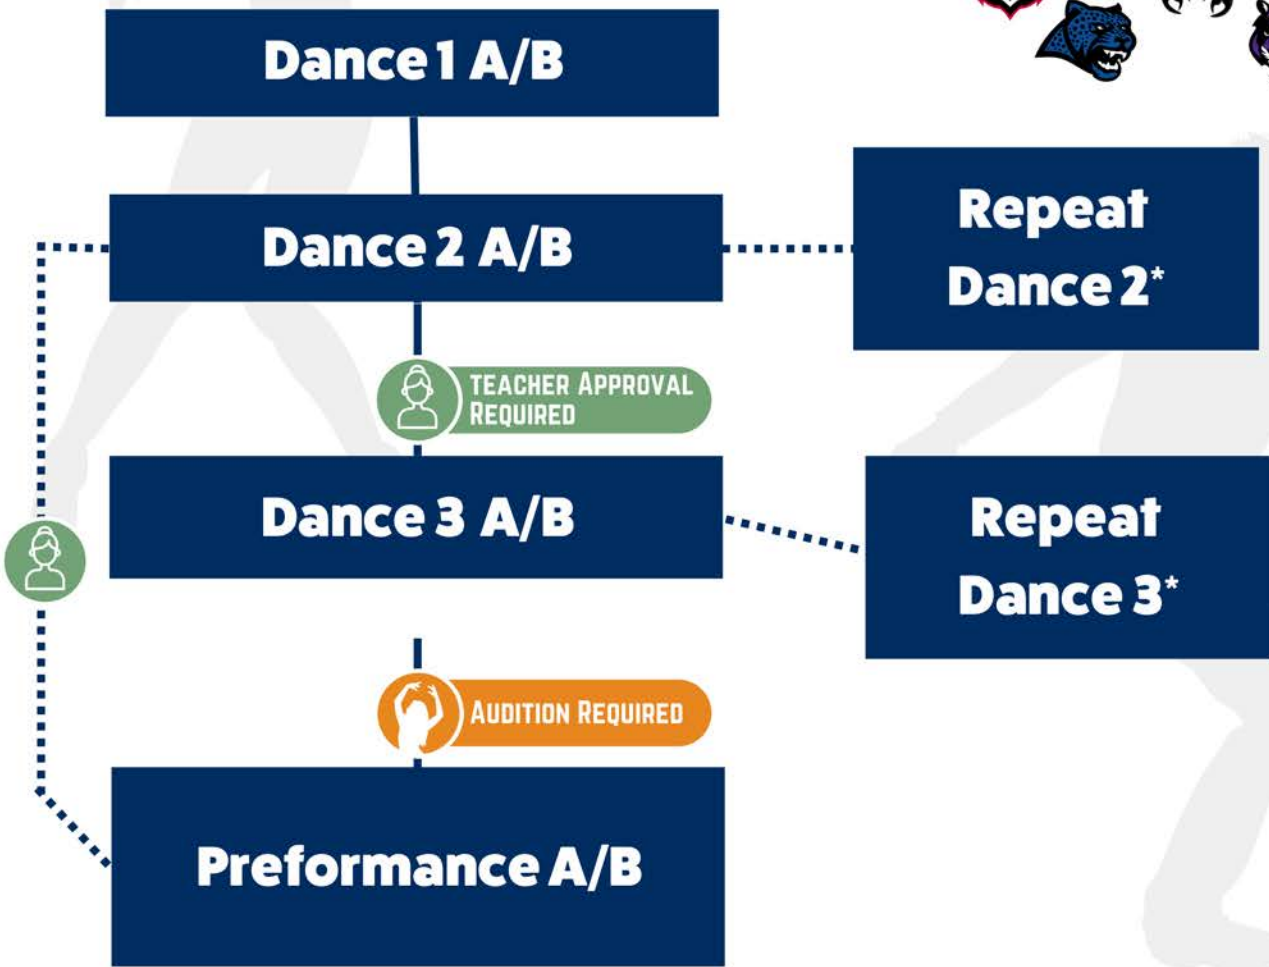 Dance 1 A/B
Dance 2 A/B
Repeat
Dance 2*
TEACHER APPROVAL
REQUIRED
Dance 3 A/B
Repeat
Dance 3*
AUDITION REQUIRED
Preformance A/B